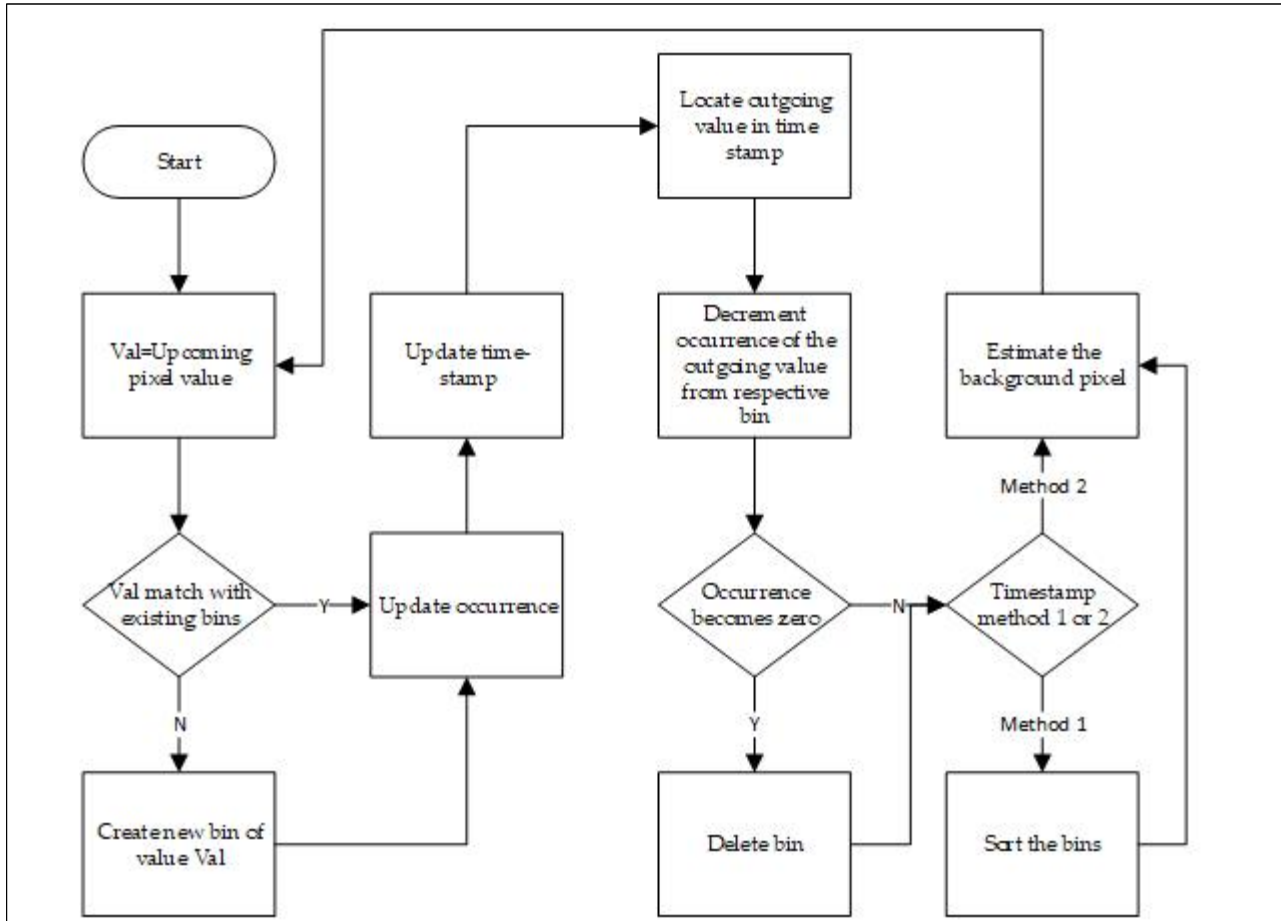 Start
Val=Upcoming
pixel value
Val match with
existing bins
Y
N
Create new bin of
value Val
Update occurrence
Update time-
stamp
Locate outgoing
value in time
stamp
Decrement
occurrence of the
outgoing value
from respective
bin
Occurrence
becomes zero
N
Y
Delete bin
Timestamp
method 1 or 2
Method 2
Method 1
Sort the bins
Estimate the
background pixel